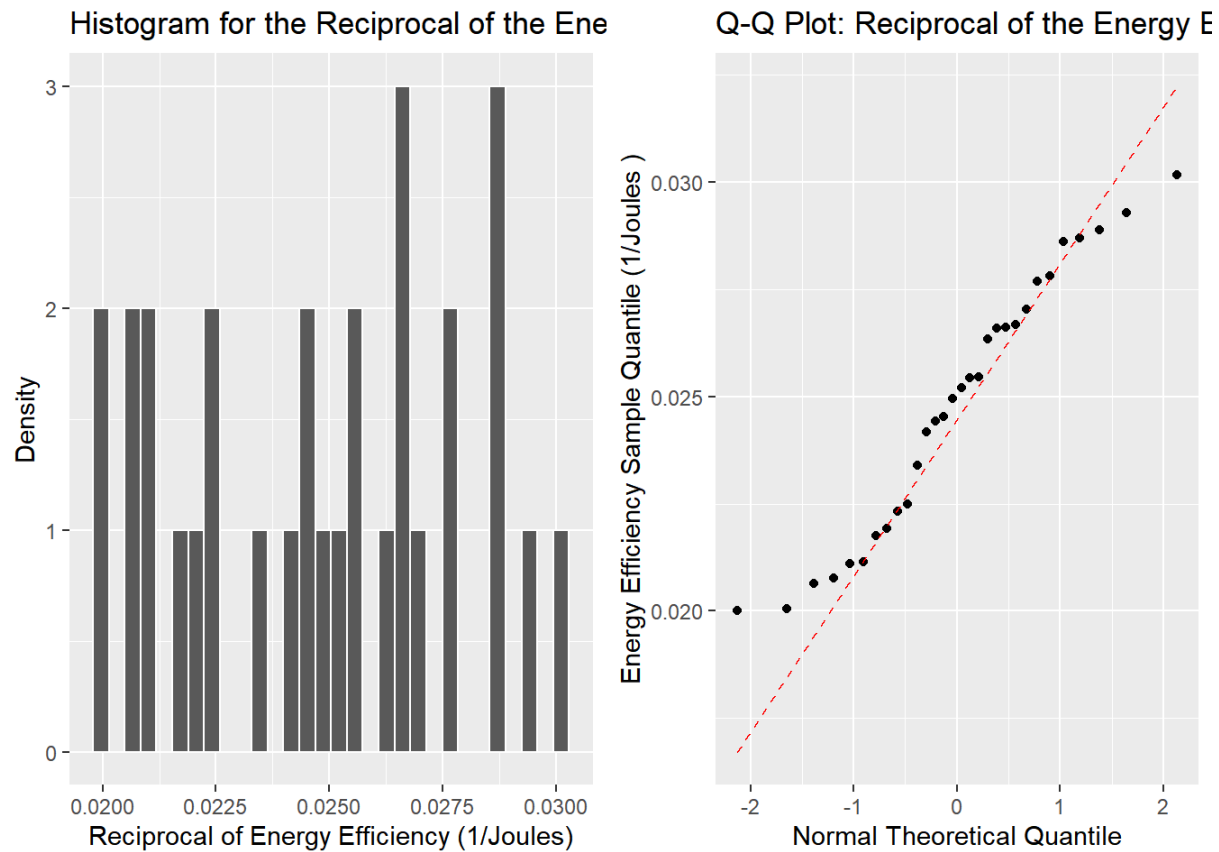 Histogram for the Reciprocal of the Ene
Density
3
2
1
0
0.0200 0.0225 0.0250 0.0275 0.0300
Reciprocal of Energy Efficiency (1/Joules)
Q-Q Plot: Reciprocal of the Energy E
Energy Efficiency Sample Quantile (1/Joules )
0.030
0.025
0.020
-2 -1 0 1 2
Normal Theoretical Quantile